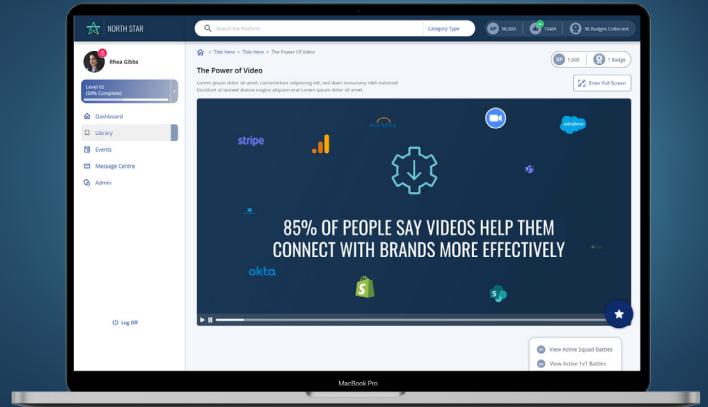 NORTH STAR
Search the Platform
Category Type
XP
96,000
104th
36 Badges Collected
Rhea Gibbs
Level 02
(50% Complete)
Dashboard
Library
Events
Message Centre
Admin
Log Off
> Title Here > Title Here > The Power Of Video
XP
1,500
1 Badge
The Power of Video
Lorem ipsum dolor sit amet, consectetuer adipiscing elit, sed diam nonummy nibh euismod
tincidunt ut laoreet dolore magna aliquam erat Lorem ipsum dolor sit amet.
Enter Full Screen
stripe
salesforce
85% OF PEOPLE SAY VIDEOS HELP THEM
CONNECT WITH BRANDS MORE EFFECTIVELY
okta
S
S
View Active Squad Battles
View Active 1v1 Battles
MacBook Pro